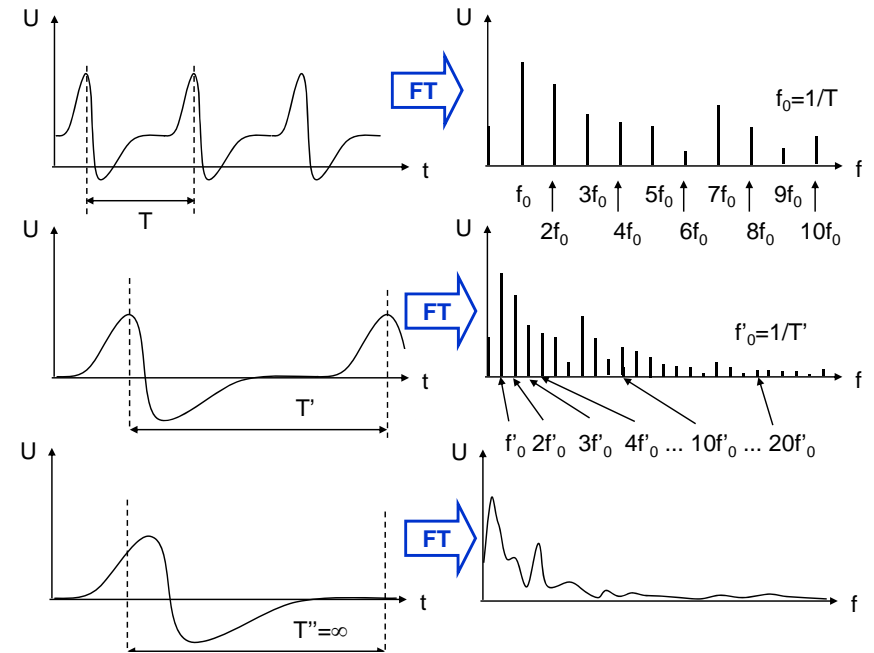 U
t
T
FT
U
f₀=1/T
f
f₀ 3f₀ 5f₀ 7f₀ 9f₀
2f₀ 4f₀ 6f₀ 8f₀ 10f₀
U
t
T’
FT
U
f’₀=1/T’
f
f’₀ 2f’₀ 3f’₀ 4f’₀ ... 10f’₀ ... 20f’₀
U
t
T’’=∞
FT
U
f